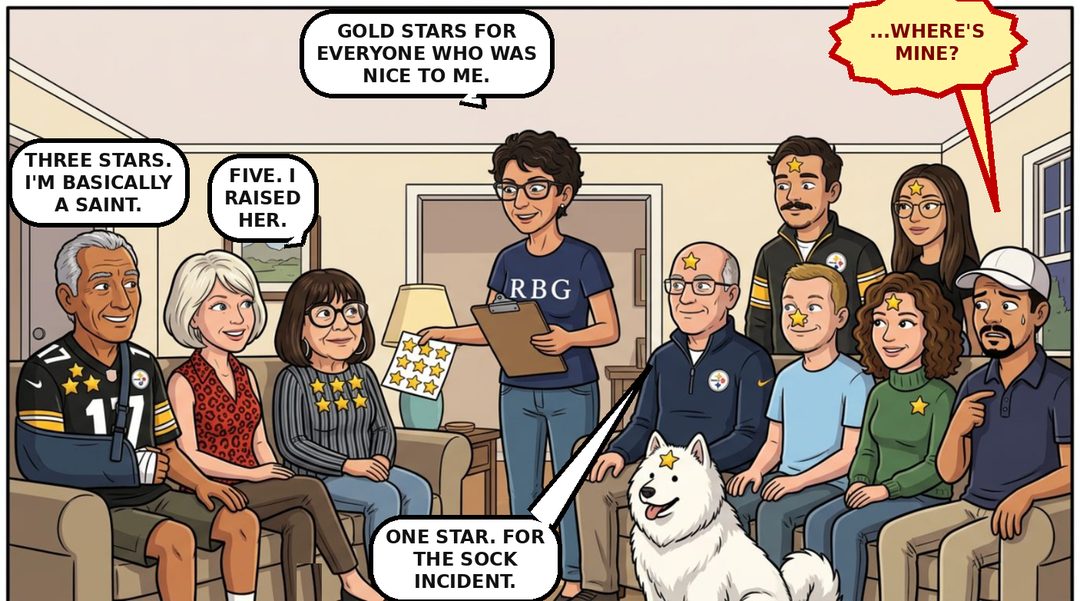 GOLD STARS FOR
EVERYONE WHO WAS
NICE TO ME.
...WHERE'S
MINE?
THREE STARS.
I'M BASICALLY
A SAINT.
FIVE. I
RAISED
HER.
RBG
17
17
ONE STAR. FOR
THE SOCK
INCIDENT.